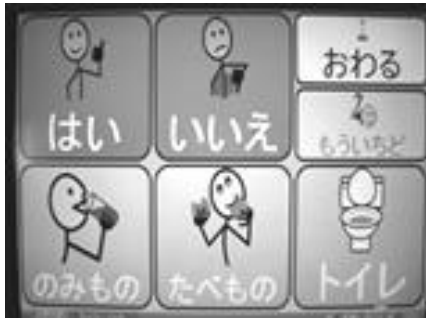 はい
いいえ
おわる
もういちど
のみもの
たべもの
トイレ